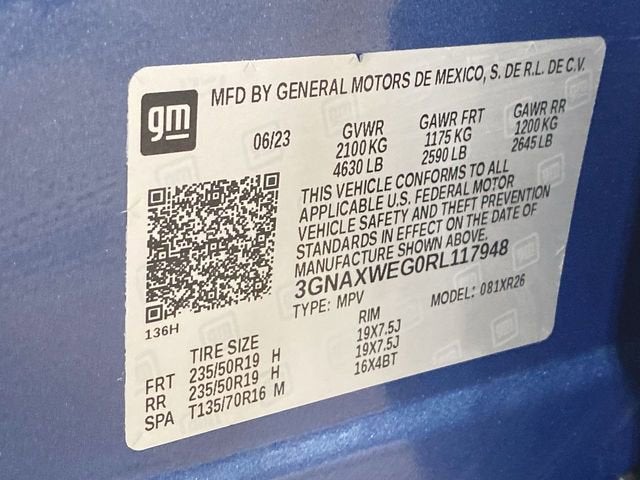 gm
MFD BY GENERAL MOTORS DE MEXICO, S. DE R.L. DE C.V.
06/23 GVWR GAWR FRT GAWR RR
2100 KG 1175 KG 1200 KG
4630 LB 2590 LB 2645 LB
THIS VEHICLE CONFORMS TO ALL
APPLICABLE U.S. FEDERAL MOTOR
VEHICLE SAFETY AND THEFT PREVENTION
STANDARDS IN EFFECT ON THE DATE OF
MANUFACTURE SHOWN ABOVE.
3GNAXWEG0RL117948
TYPE: MPV MODEL: 081XR26
136H
TIRE SIZE RIM
FRT 235/50R19 H 19X7.5J
RR 235/50R19 H 19X7.5J
SPA T135/70R16 M 16X4BT